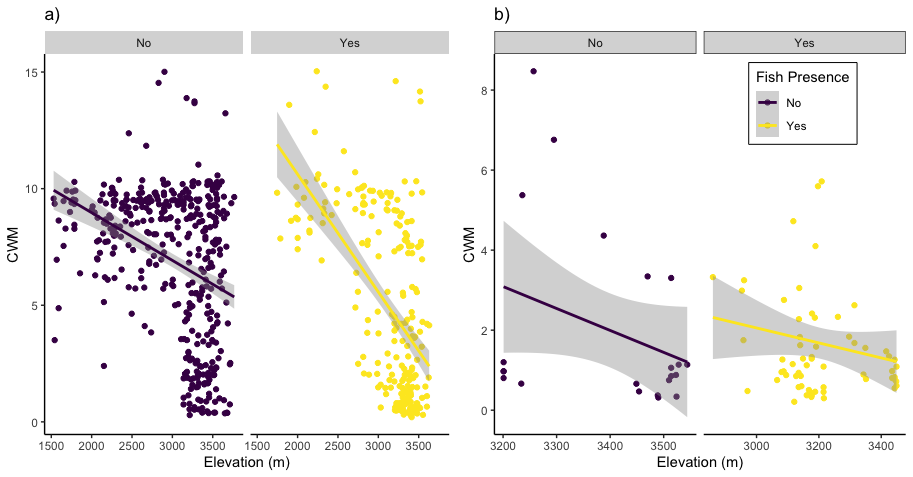 a)
No
Yes
CWM
15
10
5
0
1500 2000 2500 3000 3500
1500 2000 2500 3000 3500
Elevation (m)
b)
No
Yes
Fish Presence
No
Yes
CWM
8
6
4
2
0
3200 3300 3400 3500
3000 3200 3400
Elevation (m)